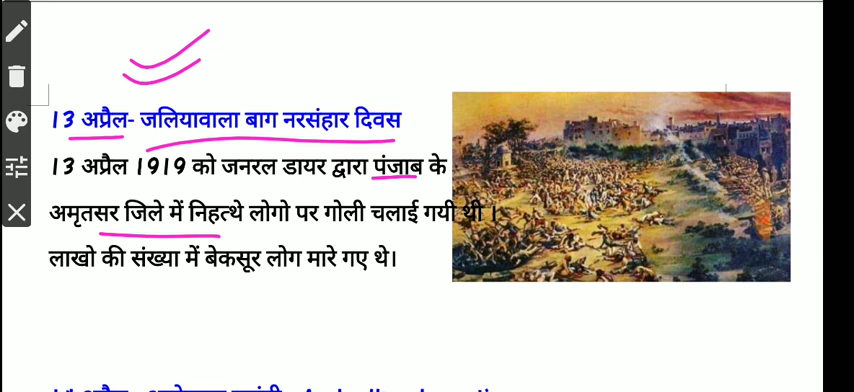 13 अप्रैल- जलियावाला बाग नरसंहार दिवस
13 अप्रैल 1919 को जनरल डायर द्वारा पंजाब के
अमृतसर जिले में निहत्थे लोगो पर गोली चलाई गयी थी ।
लाखो की संख्या में बेकसूर लोग मारे गए थे।